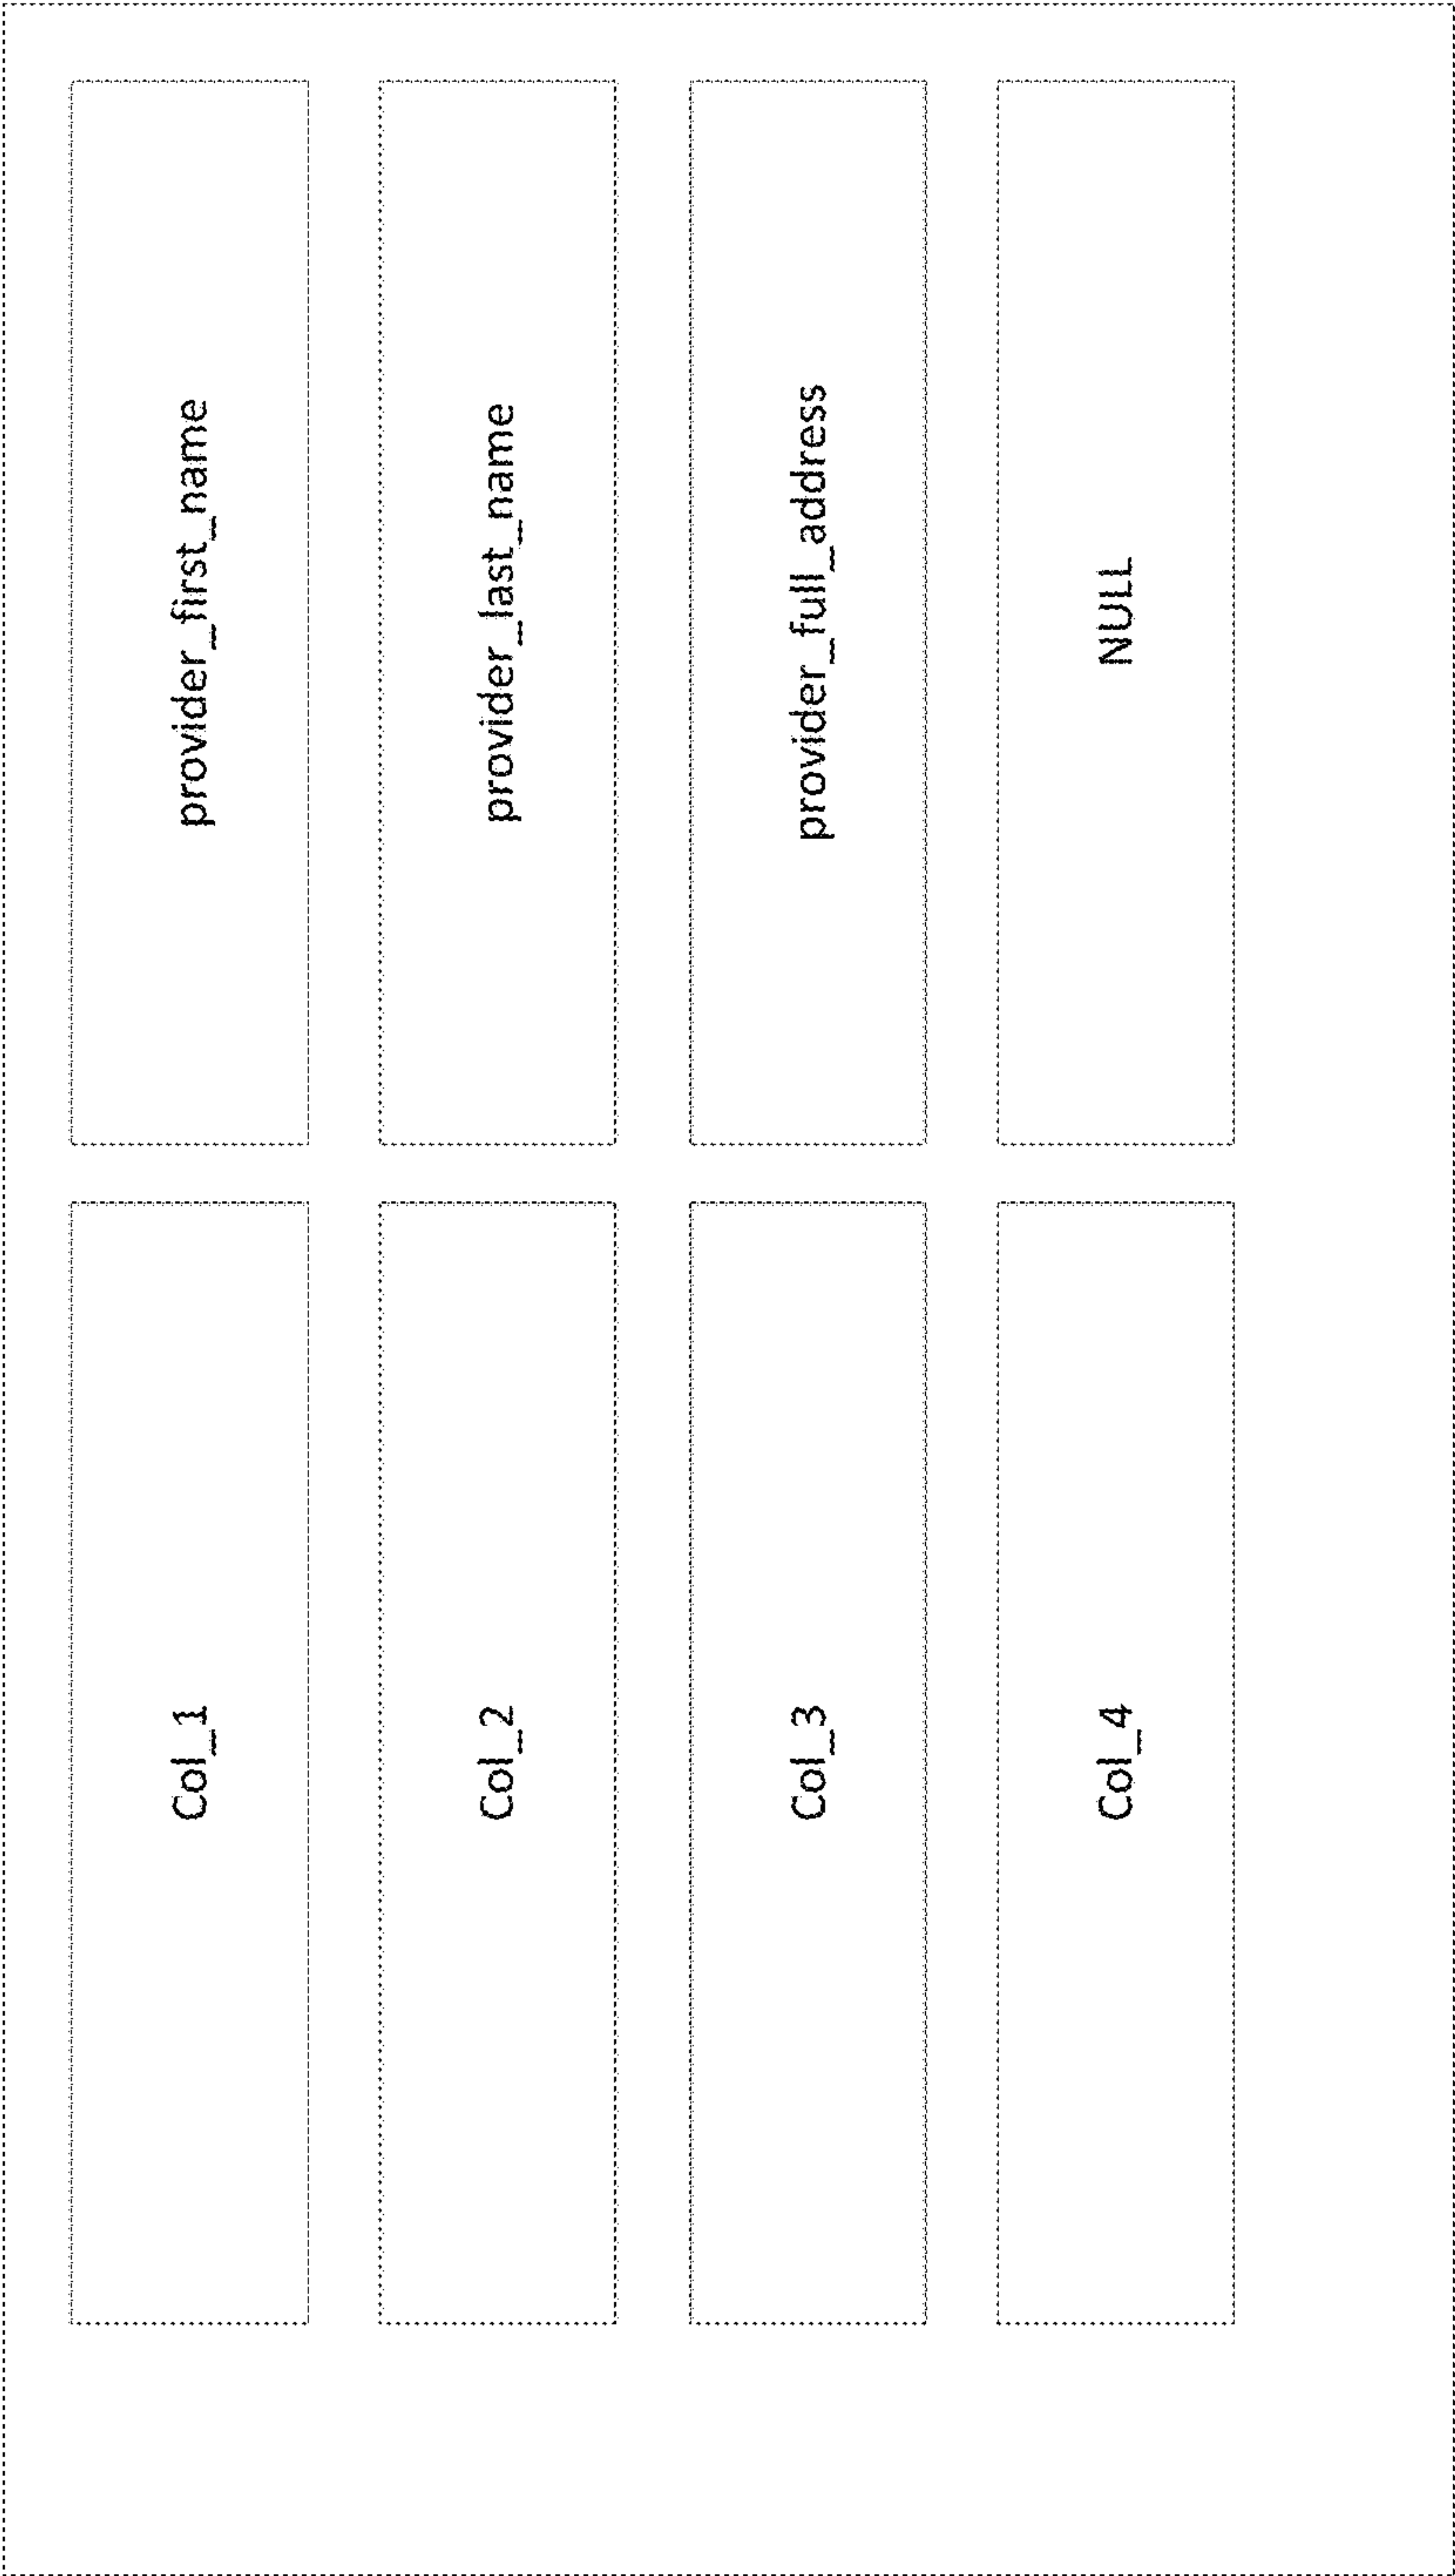 Col_1 provider_first_name
Col_2 provider_last_name
Col_3 provider_full_address
Col_4 NULL